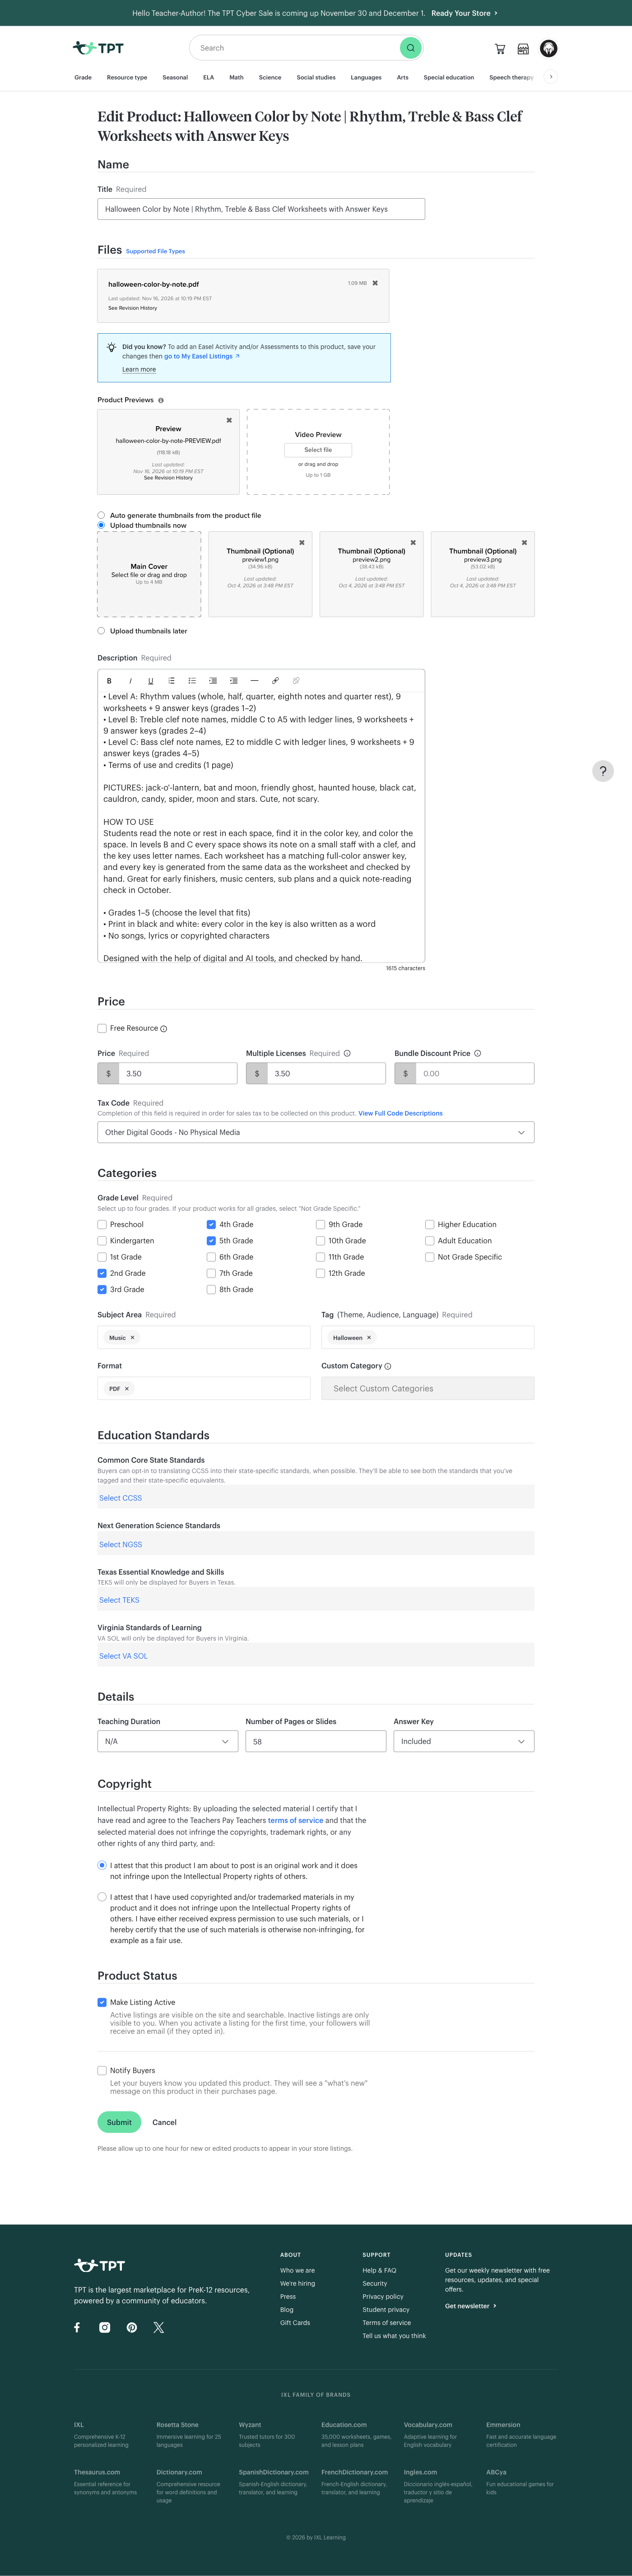 Hello Teacher-Author! The TPT Cyber Sale is coming up November 30 and December 1. Ready Your Store
TPT
Search
Grade Resource type Seasonal ELA Math Science Social studies Languages Arts Special education Speech therapy
Edit Product: Halloween Color by Note | Rhythm, Treble & Bass Clef
Worksheets with Answer Keys
Name
Title Required
Halloween Color by Note | Rhythm, Treble & Bass Clef Worksheets with Answer Keys
Files Supported File Types
halloween-color-by-note.pdf 1.09 MB ✖
Last updated: Nov 16, 2026 at 10:19 PM EST
See Revision History
Did you know? To add an Easel Activity and/or Assessments to this product, save your
changes then go to My Easel Listings
Learn more
Product Previews
Preview
halloween-color-by-note-PREVIEW.pdf
(118.18 kB)
Last updated:
Nov 16, 2026 at 10:19 PM EST
See Revision History
Video Preview
Select file
or drag and drop
Up to 1 GB
Auto generate thumbnails from the product file
Upload thumbnails now
Main Cover
Select file or drag and drop
Up to 4 MB
Thumbnail (Optional)
preview1.png
(34.96 kB)
Last updated:
Oct 4, 2026 at 3:48 PM EST
Thumbnail (Optional)
preview2.png
(38.43 kB)
Last updated:
Oct 4, 2026 at 3:48 PM EST
Thumbnail (Optional)
preview3.png
(53.02 kB)
Last updated:
Oct 4, 2026 at 3:48 PM EST
Upload thumbnails later
Description Required
B I U
• Level A: Rhythm values (whole, half, quarter, eighth notes and quarter rest), 9
worksheets + 9 answer keys (grades 1–2)
• Level B: Treble clef note names, middle C to A5 with ledger lines, 9 worksheets +
9 answer keys (grades 2–4)
• Level C: Bass clef note names, E2 to middle C with ledger lines, 9 worksheets + 9
answer keys (grades 4–5)
• Terms of use and credits (1 page)
PICTURES: jack-o'-lantern, bat and moon, friendly ghost, haunted house, black cat,
cauldron, candy, spider, moon and stars. Cute, not scary.
HOW TO USE
Students read the note or rest in each space, find it in the color key, and color the
space. In levels B and C every space shows its note on a small staff with a clef, and
the key uses letter names. Each worksheet has a matching full-color answer key,
and every key is generated from the same data as the worksheet and checked by
hand. Great for early finishers, music centers, sub plans and a quick note-reading
check in October.
• Grades 1–5 (choose the level that fits)
• Print in black and white: every color in the key is also written as a word
• No songs, lyrics or copyrighted characters
Designed with the help of digital and AI tools, and checked by hand.
1615 characters
?
Price
Free Resource
Price Required
$ 3.50
Multiple Licenses Required
$ 3.50
Bundle Discount Price
$ 0.00
Tax Code Required
Completion of this field is required in order for sales tax to be collected on this product. View Full Code Descriptions
Other Digital Goods - No Physical Media
Categories
Grade Level Required
Select up to four grades. If your product works for all grades, select "Not Grade Specific."
Preschool 4th Grade 9th Grade Higher Education
Kindergarten 5th Grade 10th Grade Adult Education
1st Grade 6th Grade 11th Grade Not Grade Specific
2nd Grade 7th Grade 12th Grade
3rd Grade 8th Grade
Subject Area Required
Music ×
Tag (Theme, Audience, Language) Required
Halloween ×
Format
PDF ×
Custom Category
Select Custom Categories
Education Standards
Common Core State Standards
Buyers can opt-in to translating CCSS into their state-specific standards, when possible. They'll be able to see both the standards that you've
tagged and their state-specific equivalents.
Select CCSS
Next Generation Science Standards
Select NGSS
Texas Essential Knowledge and Skills
TEKS will only be displayed for Buyers in Texas.
Select TEKS
Virginia Standards of Learning
VA SOL will only be displayed for Buyers in Virginia.
Select VA SOL
Details
Teaching Duration Number of Pages or Slides Answer Key
N/A 58 Included
Copyright
Intellectual Property Rights: By uploading the selected material I certify that I
have read and agree to the Teachers Pay Teachers terms of service and that the
selected material does not infringe the copyrights, trademark rights, or any
other rights of any third party, and:
I attest that this product I am about to post is an original work and it does
not infringe upon the Intellectual Property rights of others.
I attest that I have used copyrighted and/or trademarked materials in my
product and it does not infringe upon the Intellectual Property rights of
others. I have either received express permission to use such materials, or I
hereby certify that the use of such materials is otherwise non-infringing, for
example as a fair use.
Product Status
Make Listing Active
Active listings are visible on the site and searchable. Inactive listings are only
visible to you. When you activate a listing for the first time, your followers will
receive an email (if they opted in).
Notify Buyers
Let your buyers know you updated this product. They will see a "what's new"
message on this product in their purchases page.
Submit Cancel
Please allow up to one hour for new or edited products to appear in your store listings.
TPT
TPT is the largest marketplace for PreK-12 resources,
powered by a community of educators.
ABOUT
Who we are
We're hiring
Press
Blog
Gift Cards
SUPPORT
Help & FAQ
Security
Privacy policy
Student privacy
Terms of service
Tell us what you think
UPDATES
Get our weekly newsletter with free
resources, updates, and special
offers.
Get newsletter
IXL FAMILY OF BRANDS
IXL
Comprehensive K-12
personalized learning
Rosetta Stone
Immersive learning for 25
languages
Wyzant
Trusted tutors for 300
subjects
Education.com
35,000 worksheets, games,
and lesson plans
Vocabulary.com
Adaptive learning for
English vocabulary
Emmersion
Fast and accurate language
certification
Thesaurus.com
Essential reference for
synonyms and antonyms
Dictionary.com
Comprehensive resource
for word definitions and
usage
SpanishDictionary.com
Spanish-English dictionary,
translator, and learning
FrenchDictionary.com
French-English dictionary,
translator, and learning
Ingles.com
Diccionario inglés-español,
traductor y sitio de
aprendizaje
ABCya
Fun educational games for
kids
© 2026 by IXL Learning